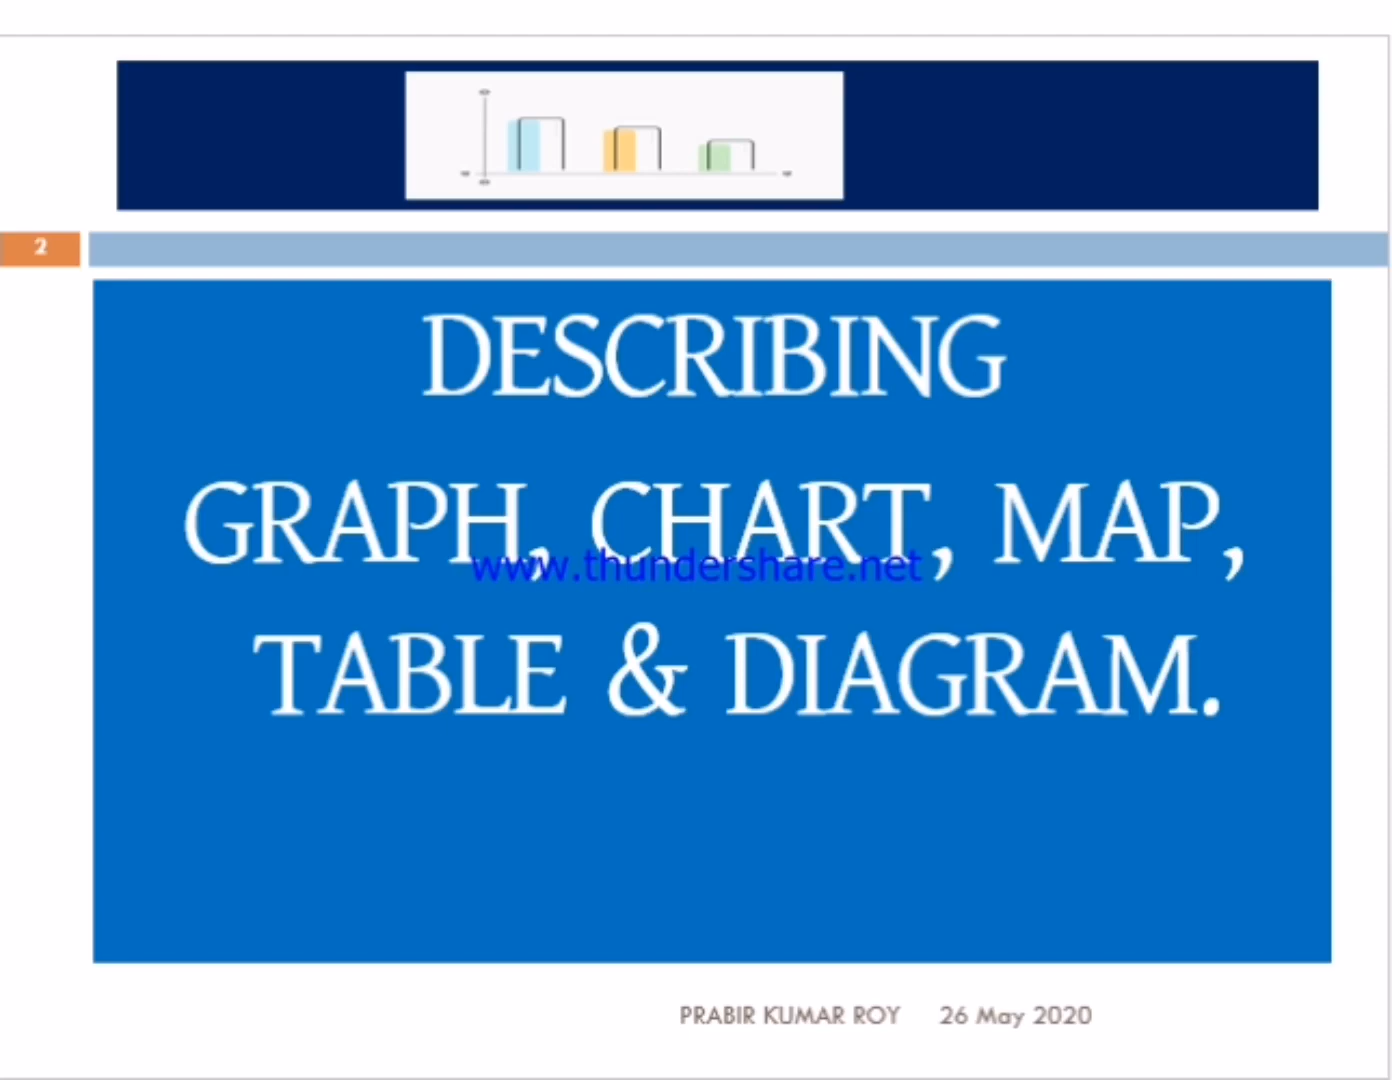 2
DESCRIBING
GRAPH, CHART, MAP,
www.thundershare.net
TABLE & DIAGRAM.
PRABIR KUMAR ROY 26 May 2020